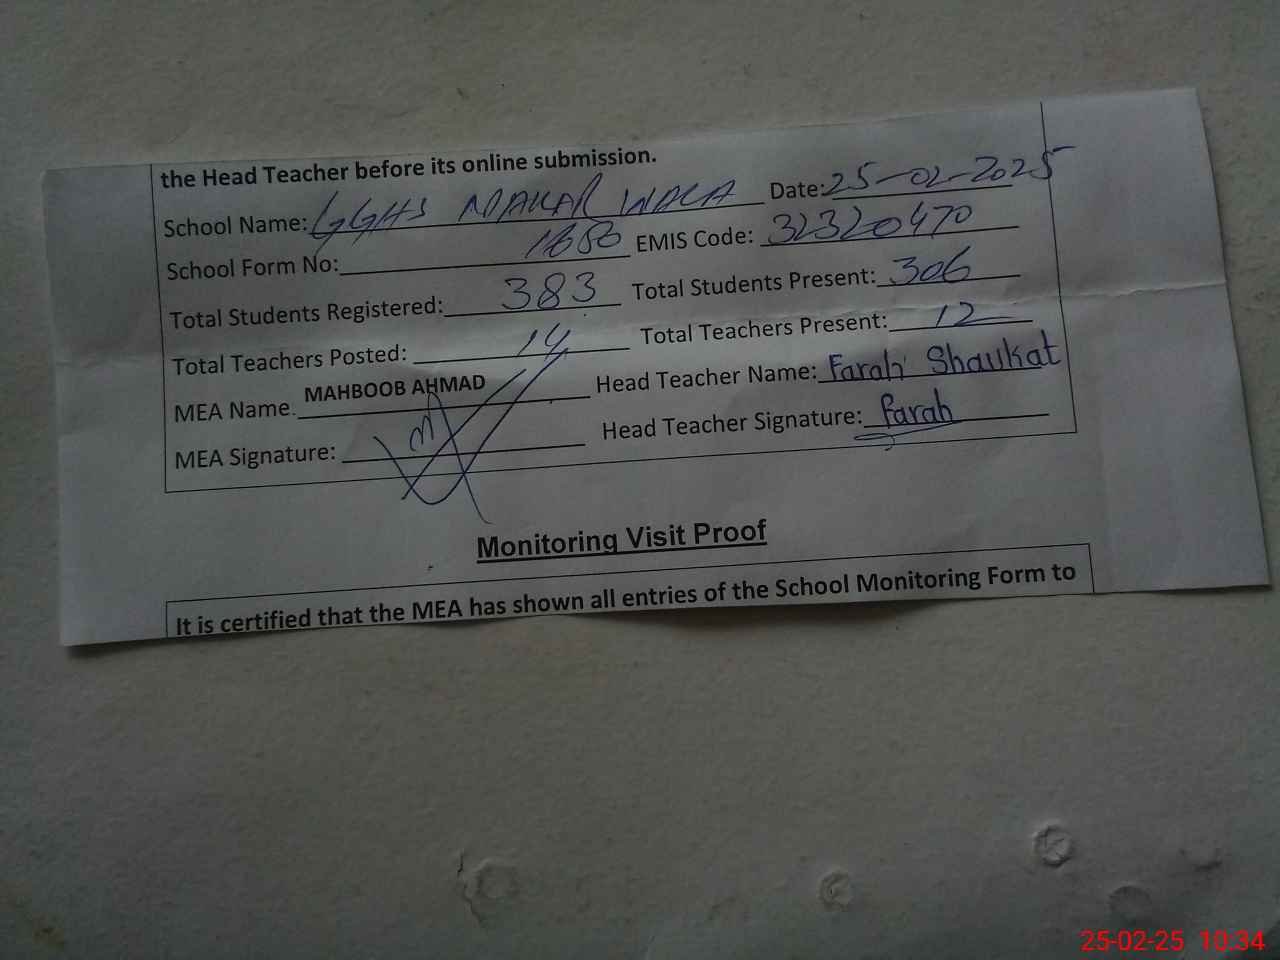 the Head Teacher before its online submission.
School Name: GGHS MAKAR WALA Date: 25-02-2025
School Form No: 1680 EMIS Code: 32320470
Total Students Registered: 383 Total Students Present: 306
Total Teachers Posted: 14 Total Teachers Present: 12
MEA Name: MAHBOOB AHMAD Head Teacher Name: Farah Shaukat
MEA Signature: Head Teacher Signature: Farah
Monitoring Visit Proof
It is certified that the MEA has shown all entries of the School Monitoring Form to
25-02-25 10:34